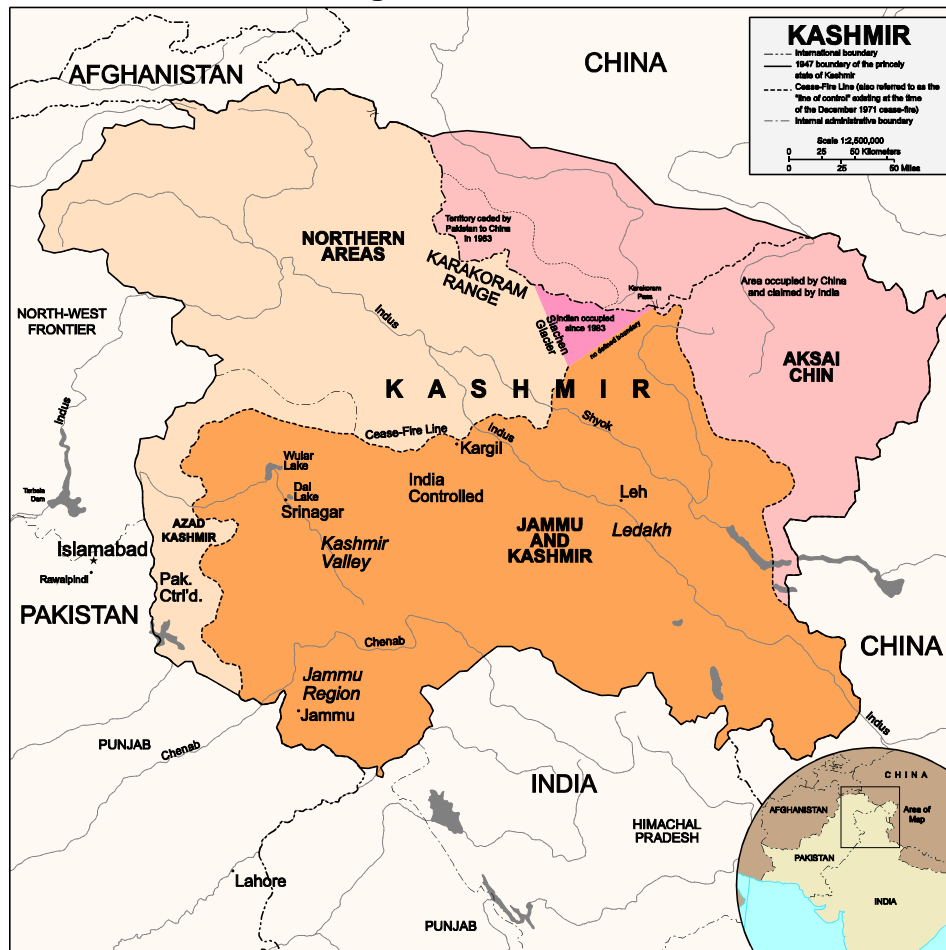 KASHMIR
International boundary
1947 boundary of the princely
state of Kashmir
Cease-Fire Line (also referred to as the
"line of control" existing at the time
of the December 1971 cease-fire)
Internal administrative boundary
Scale 1:2,500,000
0 25 50 Kilometers
0 25 50 Miles
AFGHANISTAN
CHINA
Territory ceded by
Pakistan to China
in 1963
NORTHERN
AREAS
KARAKORAM
RANGE
Karakoram
Pass
Area occupied by China
and claimed by India
Indus
Siachen
Glacier
Indian occupied
since 1983
no defined boundary
NORTH-WEST
FRONTIER
AKSAI
CHIN
KASHMIR
Indus
Shyok
Cease-Fire Line
Indus
Kargil
Wular
Lake
India
Controlled
Dal
Lake
Leh
Tarbela
Dam
Srinagar
AZAD
KASHMIR
JAMMU
AND
KASHMIR
Ledakh
Islamabad
Kashmir
Valley
Rawalpindi
Pak.
Ctrl'd.
PAKISTAN
Chenab
CHINA
Jammu
Region
Jammu
Indus
PUNJAB
Chenab
INDIA
HIMACHAL
PRADESH
Lahore
PUNJAB
CHINA
AFGHANISTAN
Area of
Map
PAKISTAN
INDIA